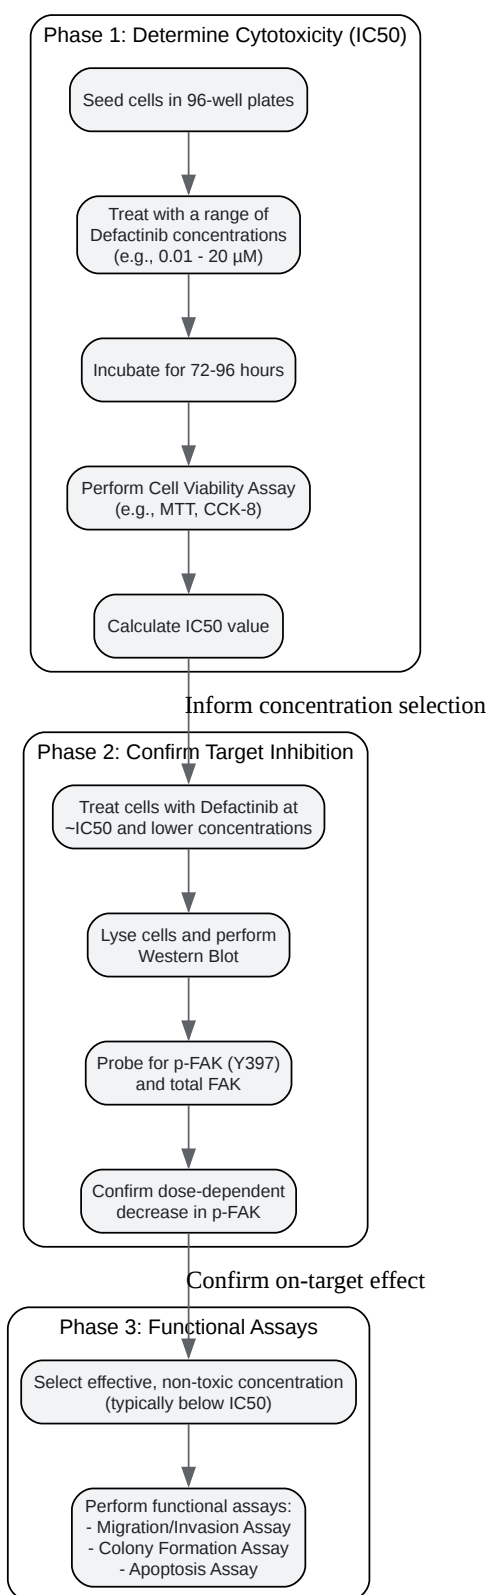 Phase 1: Determine Cytotoxicity (IC50)
Seed cells in 96-well plates
Treat with a range of
Defactinib concentrations
(e.g., 0.01 - 20 µM)
Incubate for 72-96 hours
Perform Cell Viability Assay
(e.g., MTT, CCK-8)
Calculate IC50 value
Inform concentration selection
Phase 2: Confirm Target Inhibition
Treat cells with Defactinib at
~IC50 and lower concentrations
Lyse cells and perform
Western Blot
Probe for p-FAK (Y397)
and total FAK
Confirm dose-dependent
decrease in p-FAK
Confirm on-target effect
Phase 3: Functional Assays
Select effective, non-toxic concentration
(typically below IC50)
Perform functional assays:
- Migration/Invasion Assay
- Colony Formation Assay
- Apoptosis Assay